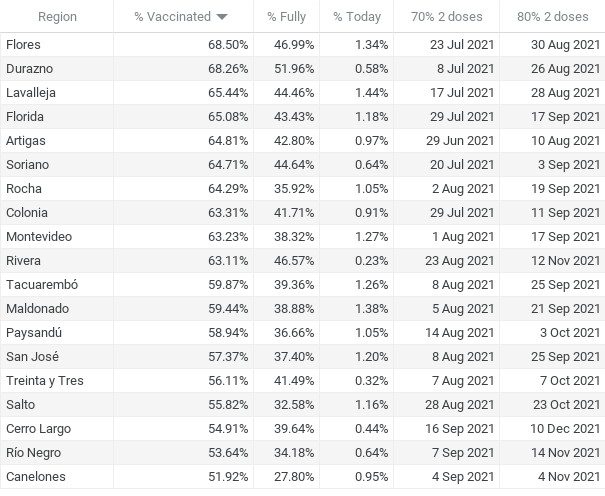 Region % Vaccinated % Fully % Today 70% 2 doses 80% 2 doses
Flores 68.50% 46.99% 1.34% 23 Jul 2021 30 Aug 2021
Durazno 68.26% 51.96% 0.58% 8 Jul 2021 26 Aug 2021
Lavalleja 65.44% 44.46% 1.44% 17 Jul 2021 28 Aug 2021
Florida 65.08% 43.43% 1.18% 29 Jul 2021 17 Sep 2021
Artigas 64.81% 42.80% 0.97% 29 Jun 2021 10 Aug 2021
Soriano 64.71% 44.64% 0.64% 20 Jul 2021 3 Sep 2021
Rocha 64.29% 35.92% 1.05% 2 Aug 2021 19 Sep 2021
Colonia 63.31% 41.71% 0.91% 29 Jul 2021 11 Sep 2021
Montevideo 63.23% 38.32% 1.27% 1 Aug 2021 17 Sep 2021
Rivera 63.11% 46.57% 0.23% 23 Aug 2021 12 Nov 2021
Tacuarembó 59.87% 39.36% 1.26% 8 Aug 2021 25 Sep 2021
Maldonado 59.44% 38.88% 1.38% 5 Aug 2021 21 Sep 2021
Paysandú 58.94% 36.66% 1.05% 14 Aug 2021 3 Oct 2021
San José 57.37% 37.40% 1.20% 8 Aug 2021 25 Sep 2021
Treinta y Tres 56.11% 41.49% 0.32% 7 Aug 2021 7 Oct 2021
Salto 55.82% 32.58% 1.16% 28 Aug 2021 23 Oct 2021
Cerro Largo 54.91% 39.64% 0.44% 16 Sep 2021 10 Dec 2021
Río Negro 53.64% 34.18% 0.64% 7 Sep 2021 14 Nov 2021
Canelones 51.92% 27.80% 0.95% 4 Sep 2021 4 Nov 2021